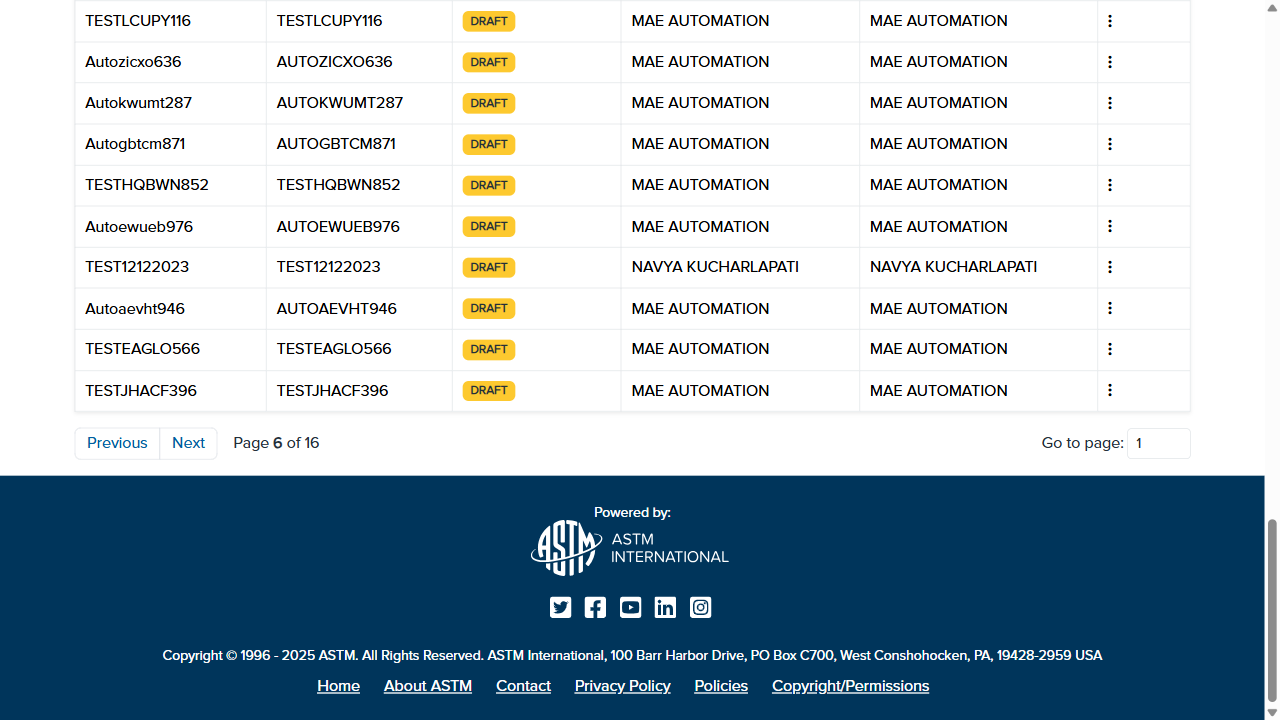 TESTLCUPY116 TESTLCUPY116 DRAFT MAE AUTOMATION MAE AUTOMATION
Autozicxo636 AUTOZICXO636 DRAFT MAE AUTOMATION MAE AUTOMATION
Autokwumt287 AUTOKWUMT287 DRAFT MAE AUTOMATION MAE AUTOMATION
Autogbtcm871 AUTOGBTCM871 DRAFT MAE AUTOMATION MAE AUTOMATION
TESTHQBWN852 TESTHQBWN852 DRAFT MAE AUTOMATION MAE AUTOMATION
Autoewueb976 AUTOEWUEB976 DRAFT MAE AUTOMATION MAE AUTOMATION
TEST12122023 TEST12122023 DRAFT NAVYA KUCHARLAPATI NAVYA KUCHARLAPATI
Autoaevht946 AUTOAEVHT946 DRAFT MAE AUTOMATION MAE AUTOMATION
TESTEAGLO566 TESTEAGLO566 DRAFT MAE AUTOMATION MAE AUTOMATION
TESTJHACF396 TESTJHACF396 DRAFT MAE AUTOMATION MAE AUTOMATION
Previous Next Page 6 of 16 Go to page: 1
Powered by:
ASTM ASTM
INTERNATIONAL
Copyright © 1996 - 2025 ASTM. All Rights Reserved. ASTM International, 100 Barr Harbor Drive, PO Box C700, West Conshohocken, PA, 19428-2959 USA
Home About ASTM Contact Privacy Policy Policies Copyright/Permissions